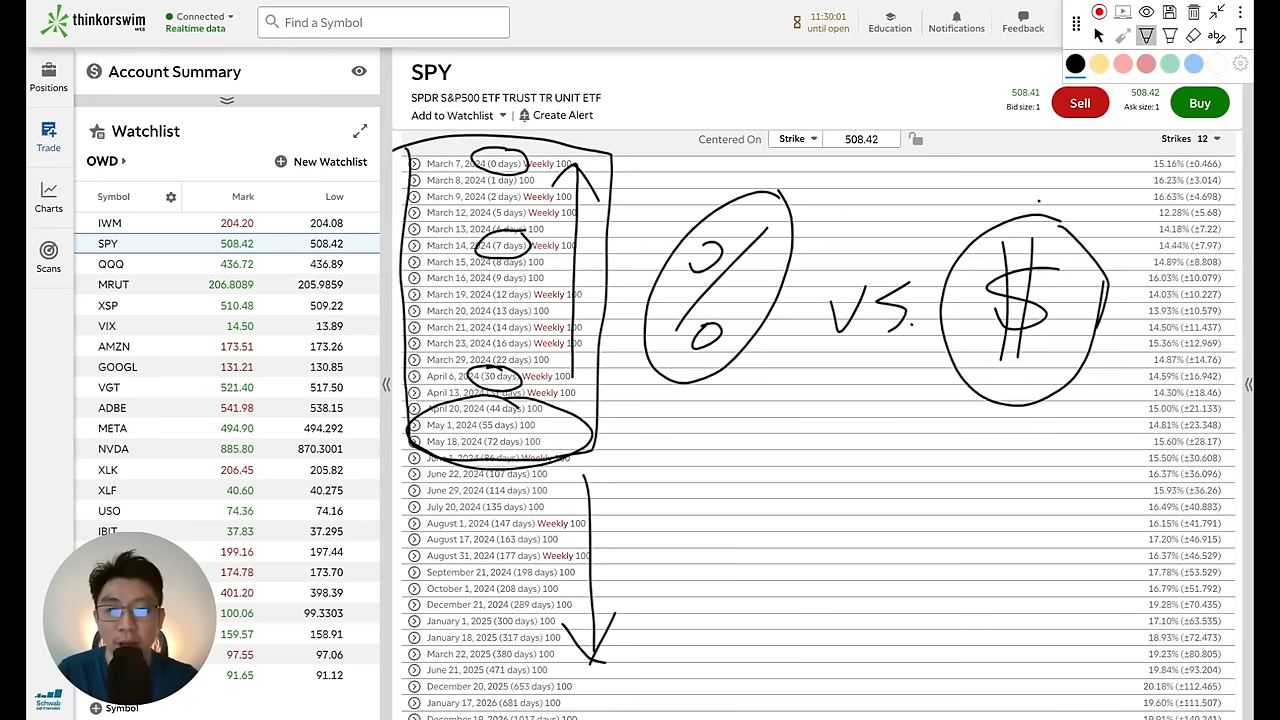 thinkorswim WEB
Connected
Realtime data
Find a Symbol
11:30:01
until open
Education
Notifications
Feedback
Positions
Trade
Charts
Scans
Account Summary
Watchlist
OWD
New Watchlist
Symbol Mark Low
IWM 204.20 204.08
SPY 508.42 508.42
QQQ 436.72 436.89
MRUT 206.8089 205.9859
XSP 510.48 509.22
VIX 14.50 13.89
AMZN 173.51 173.26
GOOGL 131.21 130.85
VGT 521.40 517.50
ADBE 541.98 538.15
META 494.90 494.292
NVDA 885.80 870.3001
XLK 206.45 205.82
XLF 40.60 40.275
USO 74.36 74.16
IBIT 37.83 37.295
199.16 197.44
174.78 173.70
401.20 398.39
100.06 99.3303
159.57 158.91
97.55 97.06
91.65 91.12
Symbol
Schwab
NETWORK
SPY
SPDR S&P500 ETF TRUST TR UNIT ETF
Add to Watchlist | Create Alert
508.41
Bid size: 1
Sell
508.42
Ask size: 1
Buy
Centered On Strike 508.42
Strikes 12
March 7, 2024 (0 days) Weekly 100 15.16% (±0.466)
March 8, 2024 (1 day) 100 16.23% (±3.014)
March 9, 2024 (2 days) Weekly 100 16.63% (±4.698)
March 12, 2024 (5 days) Weekly 100 12.28% (±5.68)
March 13, 2024 (6 days) 100 14.18% (±7.22)
March 14, 2024 (7 days) Weekly 100 14.44% (±7.97)
March 15, 2024 (8 days) 100 14.89% (±8.808)
March 16, 2024 (9 days) 100 16.03% (±10.079)
March 19, 2024 (12 days) Weekly 100 14.03% (±10.227)
March 20, 2024 (13 days) 100 13.93% (±10.579)
March 21, 2024 (14 days) Weekly 100 14.50% (±11.437)
March 23, 2024 (16 days) Weekly 100 15.36% (±12.969)
March 29, 2024 (22 days) 100 14.87% (±14.76)
April 6, 2024 (30 days) Weekly 100 14.59% (±16.942)
April 13, 2024 (37 days) Weekly 100 14.30% (±18.46)
April 20, 2024 (44 days) 100 15.00% (±21.133)
May 1, 2024 (55 days) 100 14.81% (±23.348)
May 18, 2024 (72 days) 100 15.60% (±28.17)
June 1, 2024 (86 days) Weekly 100 15.50% (±30.608)
June 22, 2024 (107 days) 100 16.37% (±36.096)
June 29, 2024 (114 days) 100 15.93% (±36.26)
July 20, 2024 (135 days) 100 16.49% (±40.883)
August 1, 2024 (147 days) Weekly 100 16.15% (±41.791)
August 17, 2024 (163 days) 100 17.20% (±46.915)
August 31, 2024 (177 days) Weekly 100 16.37% (±46.529)
September 21, 2024 (198 days) 100 17.78% (±53.529)
October 1, 2024 (208 days) 100 16.79% (±51.792)
December 21, 2024 (289 days) 100 19.28% (±70.435)
January 1, 2025 (300 days) 100 17.10% (±63.535)
January 18, 2025 (317 days) 100 18.93% (±72.473)
March 22, 2025 (380 days) 100 19.23% (±80.805)
June 21, 2025 (471 days) 100 19.84% (±93.204)
December 20, 2025 (653 days) 100 20.18% (±112.465)
January 17, 2026 (681 days) 100 19.60% (±111.507)
% vs. $